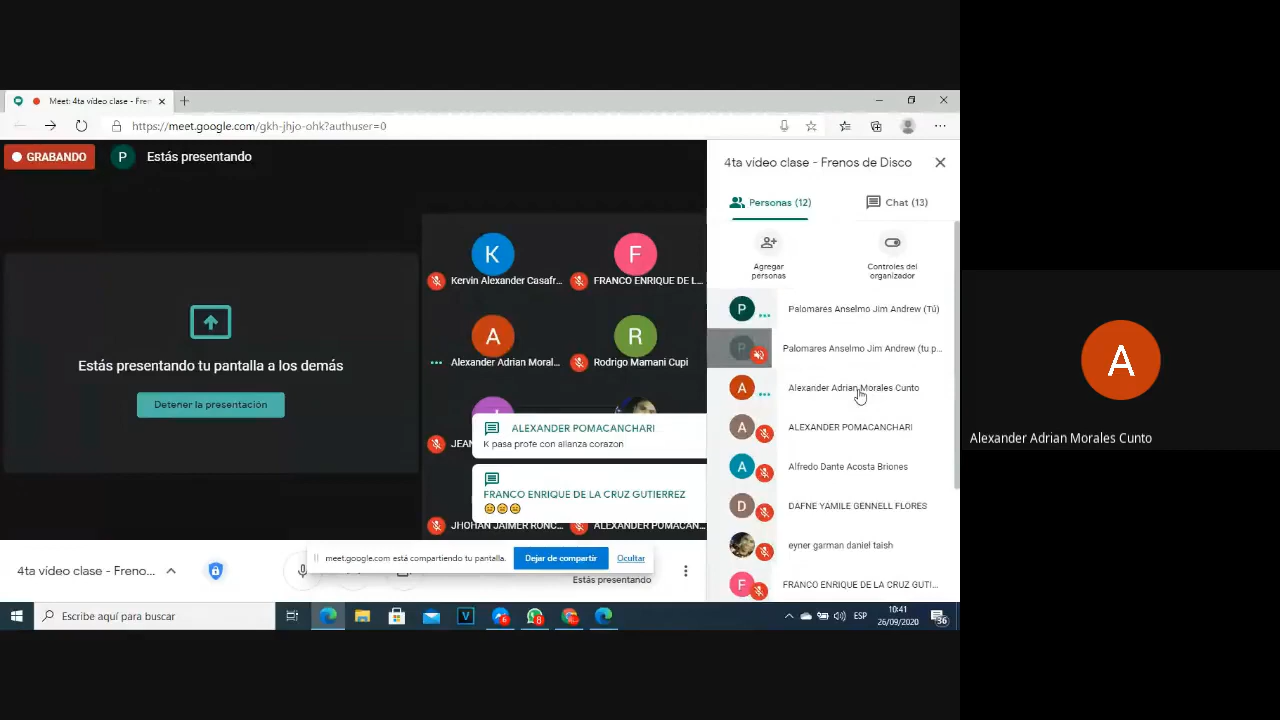 Meet: 4ta vídeo clase - Fren
https://meet.google.com/gkh-jhjo-ohk?authuser=0
GRABANDO
P
Estás presentando
4ta vídeo clase - Frenos de Disco
Personas (12)
Chat (13)
Agregar personas
Controles del organizador
K
Kervin Alexander Casafr...
F
FRANCO ENRIQUE DE L...
A
Alexander Adrian Moral...
R
Rodrigo Mamani Cupi
Estás presentando tu pantalla a los demás
Detener la presentación
JEAN
ALEXANDER POMACANCHARI
K pasa profe con alianza corazon
FRANCO ENRIQUE DE LA CRUZ GUTIERREZ
JHOHAN JAIMER RONC...
ALEXANDER POMACAN...
P
Palomares Anselmo Jim Andrew (Tú)
P
Palomares Anselmo Jim Andrew (tu p...
A
Alexander Adrian Morales Cunto
A
ALEXANDER POMACANCHARI
A
Alfredo Dante Acosta Briones
D
DAFNE YAMILE GENNELL FLORES
eyner garman daniel taish
F
FRANCO ENRIQUE DE LA CRUZ GUTI...
4ta vídeo clase - Freno...
meet.google.com está compartiendo tu pantalla.
Dejar de compartir
Ocultar
Estás presentando
Escribe aquí para buscar
V
6
8
ESP
10:41
26/09/2020
36
A
Alexander Adrian Morales Cunto